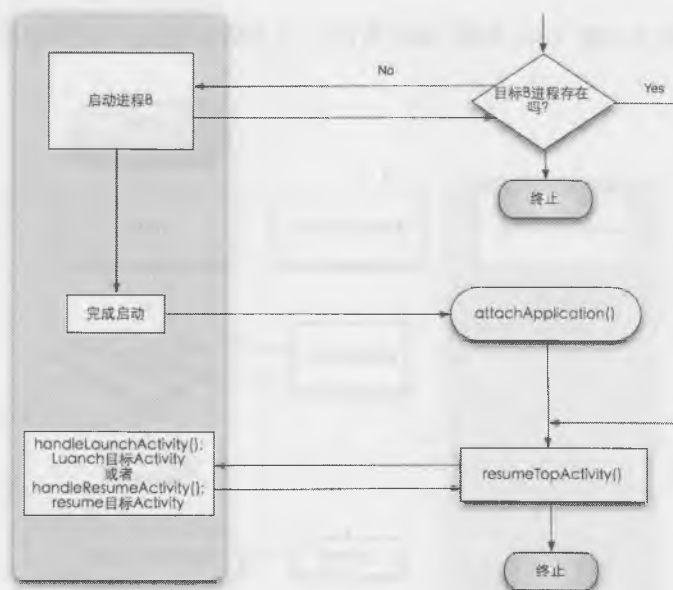 No
启动进程B
目标B进程存在
吗?
Yes
终止
完成启动
attachApplication()
handleLaunchActivity();
Luanch目标Activity
或者
handleResumeActivity();
resume目标Activity
resumeTopActivity()
终止